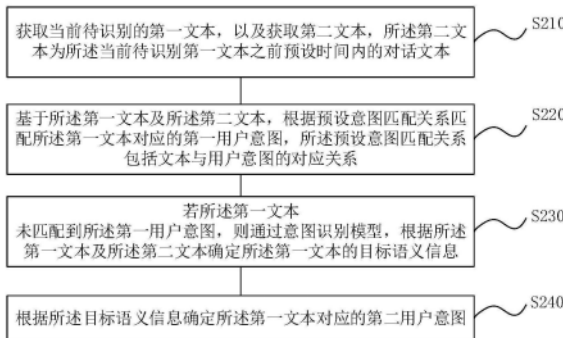 获取当前待识别的第一文本，以及获取第二文本，所述第二文
本为所述当前待识别第一文本之前预设时间内的对话文本
S210
基于所述第一文本及所述第二文本，根据预设意图匹配关系匹
配所述第一文本对应的第一用户意图，所述预设意图匹配关系
包括文本与用户意图的对应关系
S220
若所述第一文本
未匹配到所述第一用户意图，则通过意图识别模型，根据所述
第一文本及所述第二文本确定所述第一文本的目标语义信息
S230
根据所述目标语义信息确定所述第一文本对应的第二用户意图
S240